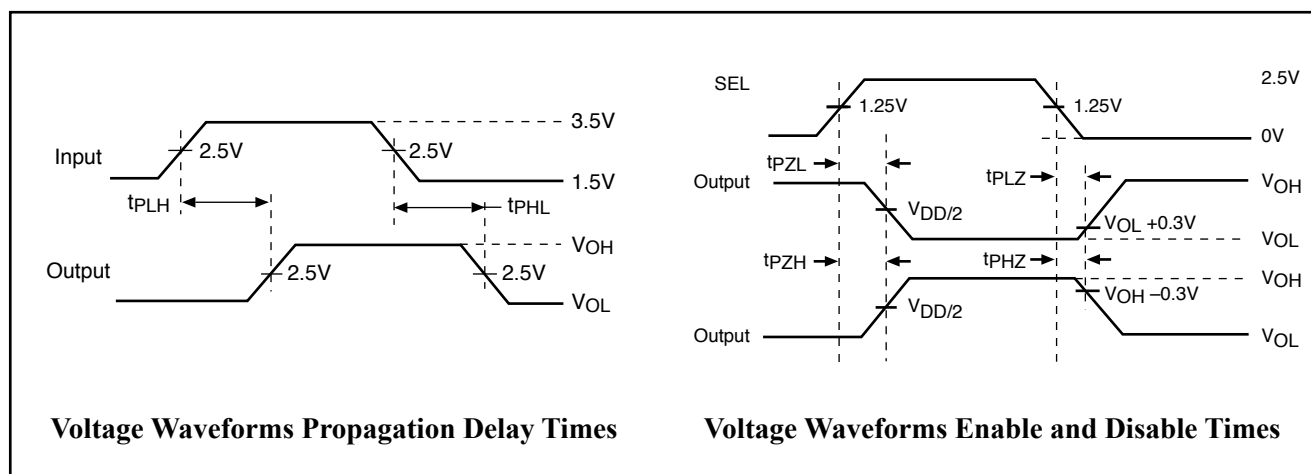 3.5V
Input
2.5V
2.5V
1.5V
tPLH
tPHL
VOH
Output
2.5V
2.5V
VOL
Voltage Waveforms Propagation Delay Times
SEL
2.5V
1.25V
1.25V
0V
tPZL
tPLZ
Output
VOH
VDD/2
VOL +0.3V
VOL
tPZH
tPHZ
VOH
VOH –0.3V
VDD/2
Output
VOL
Voltage Waveforms Enable and Disable Times